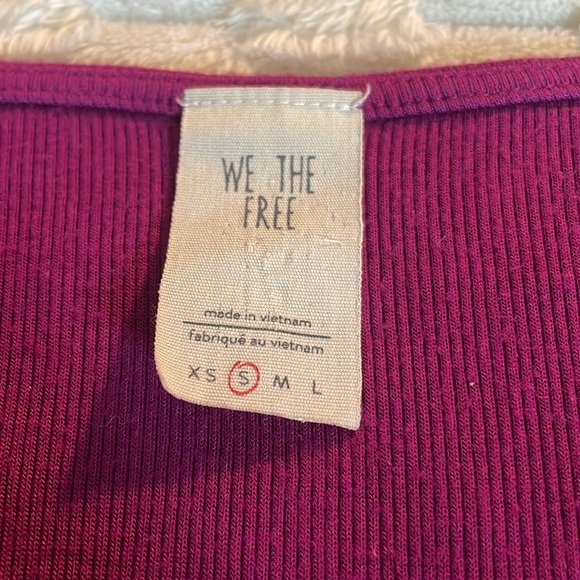 WE THE
FREE
made in vietnam
fabriqué au vietnam
XS S M L